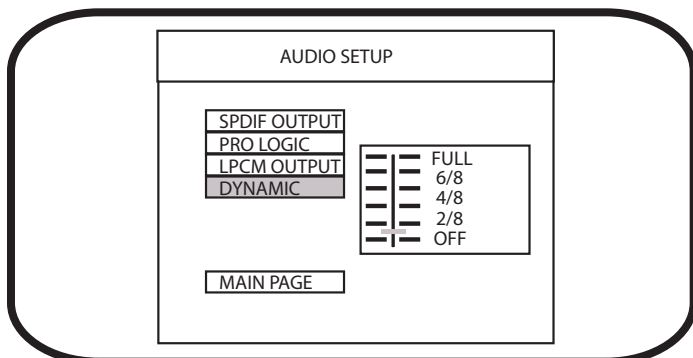 AUDIO SETUP
SPDIF OUTPUT
PRO LOGIC
LPCM OUTPUT
DYNAMIC
FULL
6/8
4/8
2/8
OFF
MAIN PAGE